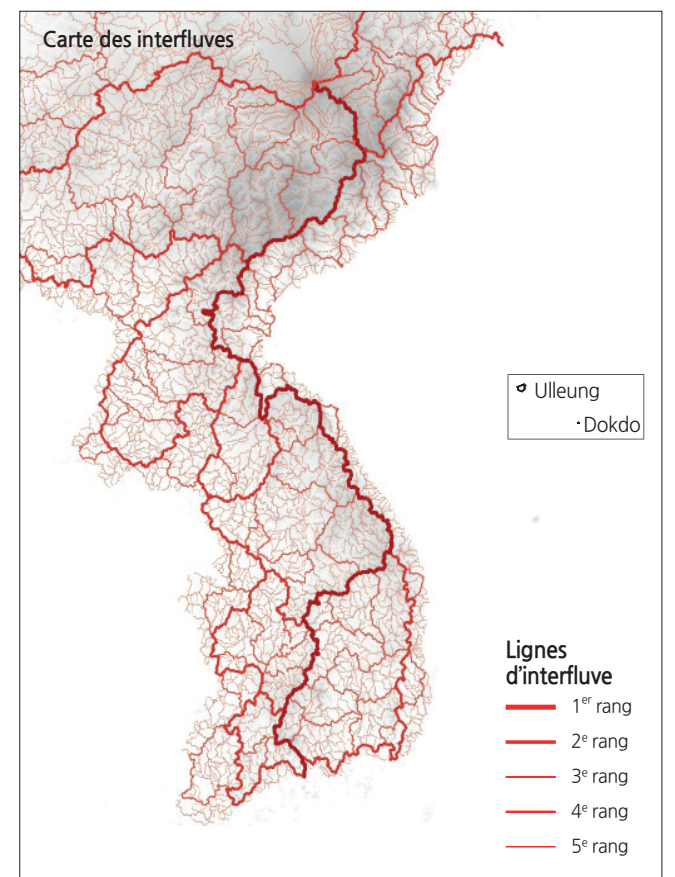 Carte des interfluves
Ulleung
Dokdo
Lignes
d'interfluve
1er rang
2e rang
3e rang
4e rang
5e rang